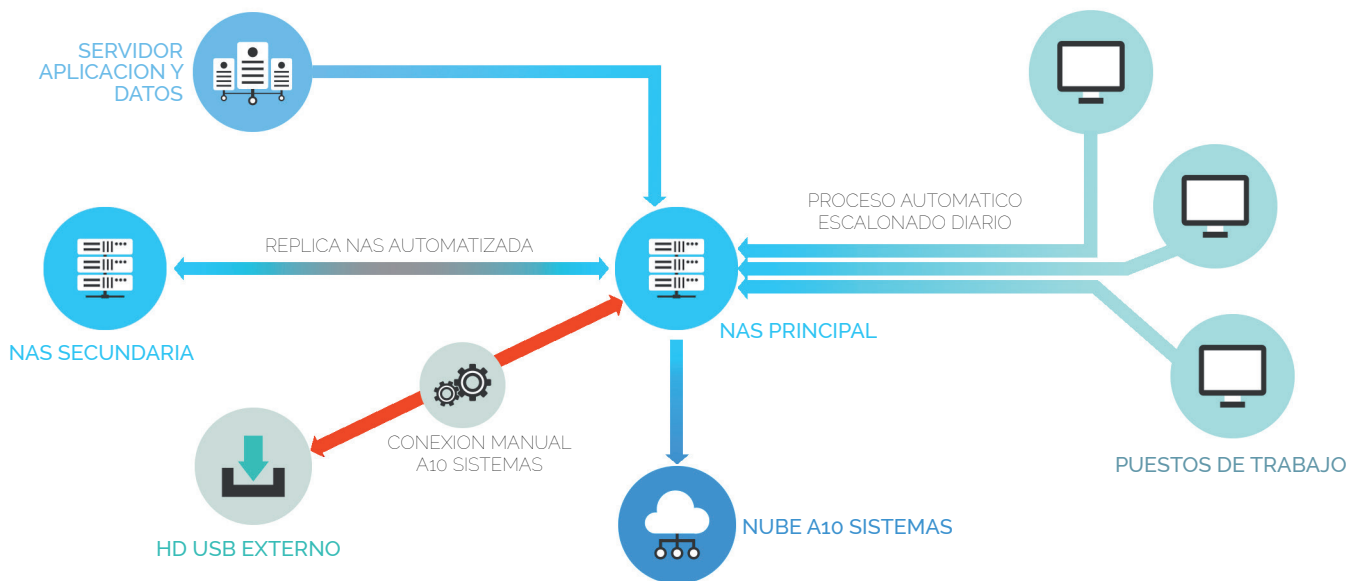 SERVIDOR
APLICACION Y
DATOS
PROCESO AUTOMATICO
ESCALONADO DIARIO
REPLICA NAS AUTOMATIZADA
NAS PRINCIPAL
NAS SECUNDARIA
CONEXION MANUAL
A10 SISTEMAS
PUESTOS DE TRABAJO
NUBE A10 SISTEMAS
HD USB EXTERNO